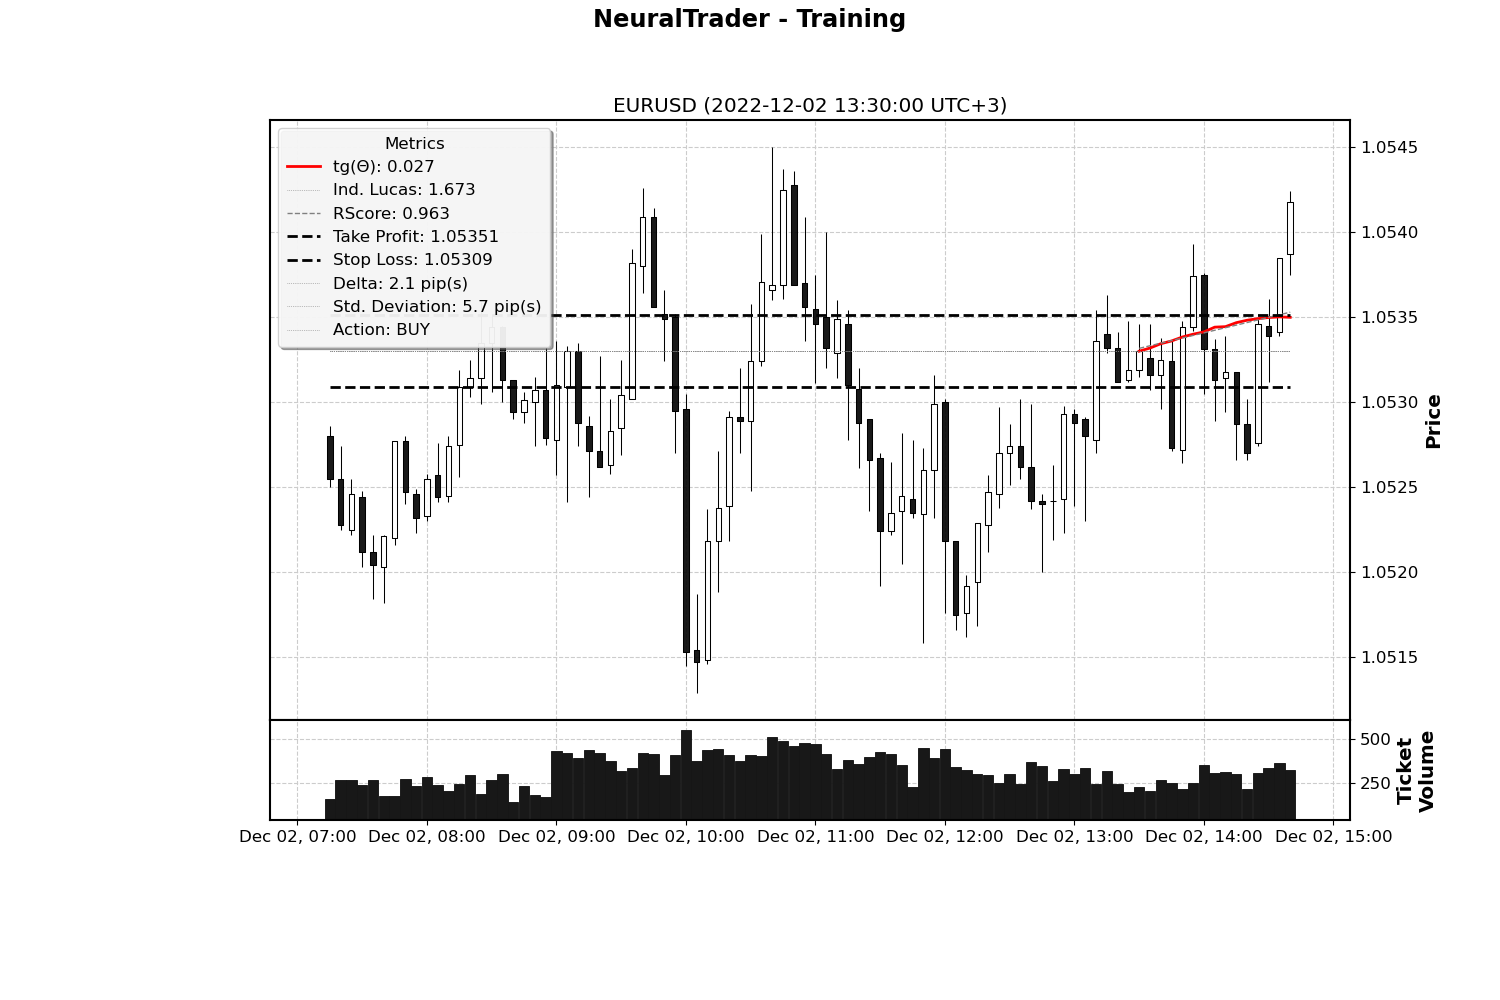 NeuralTrader - Training
EURUSD (2022-12-02 13:30:00 UTC+3)
Metrics
tg(Θ): 0.027
Ind. Lucas: 1.673
RScore: 0.963
Take Profit: 1.05351
Stop Loss: 1.05309
Delta: 2.1 pip(s)
Std. Deviation: 5.7 pip(s)
Action: BUY
1.0545
1.0540
1.0535
1.0530
1.0525
1.0520
1.0515
Price
500
250
Ticket
Volume
Dec 02, 07:00 Dec 02, 08:00 Dec 02, 09:00 Dec 02, 10:00 Dec 02, 11:00 Dec 02, 12:00 Dec 02, 13:00 Dec 02, 14:00 Dec 02, 15:00